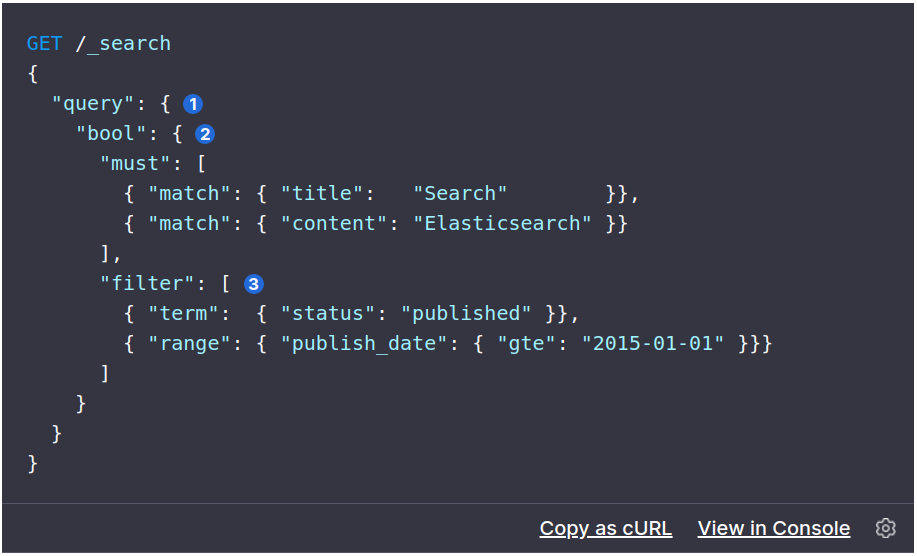 GET /_search
{
  "query": { 1
    "bool": { 2
      "must": [
        { "match": { "title":   "Search"        }},
        { "match": { "content": "Elasticsearch" }}
      ],
      "filter": [ 3
        { "term":  { "status": "published" }},
        { "range": { "publish_date": { "gte": "2015-01-01" }}}
      ]
    }
  }
}
Copy as cURL View in Console